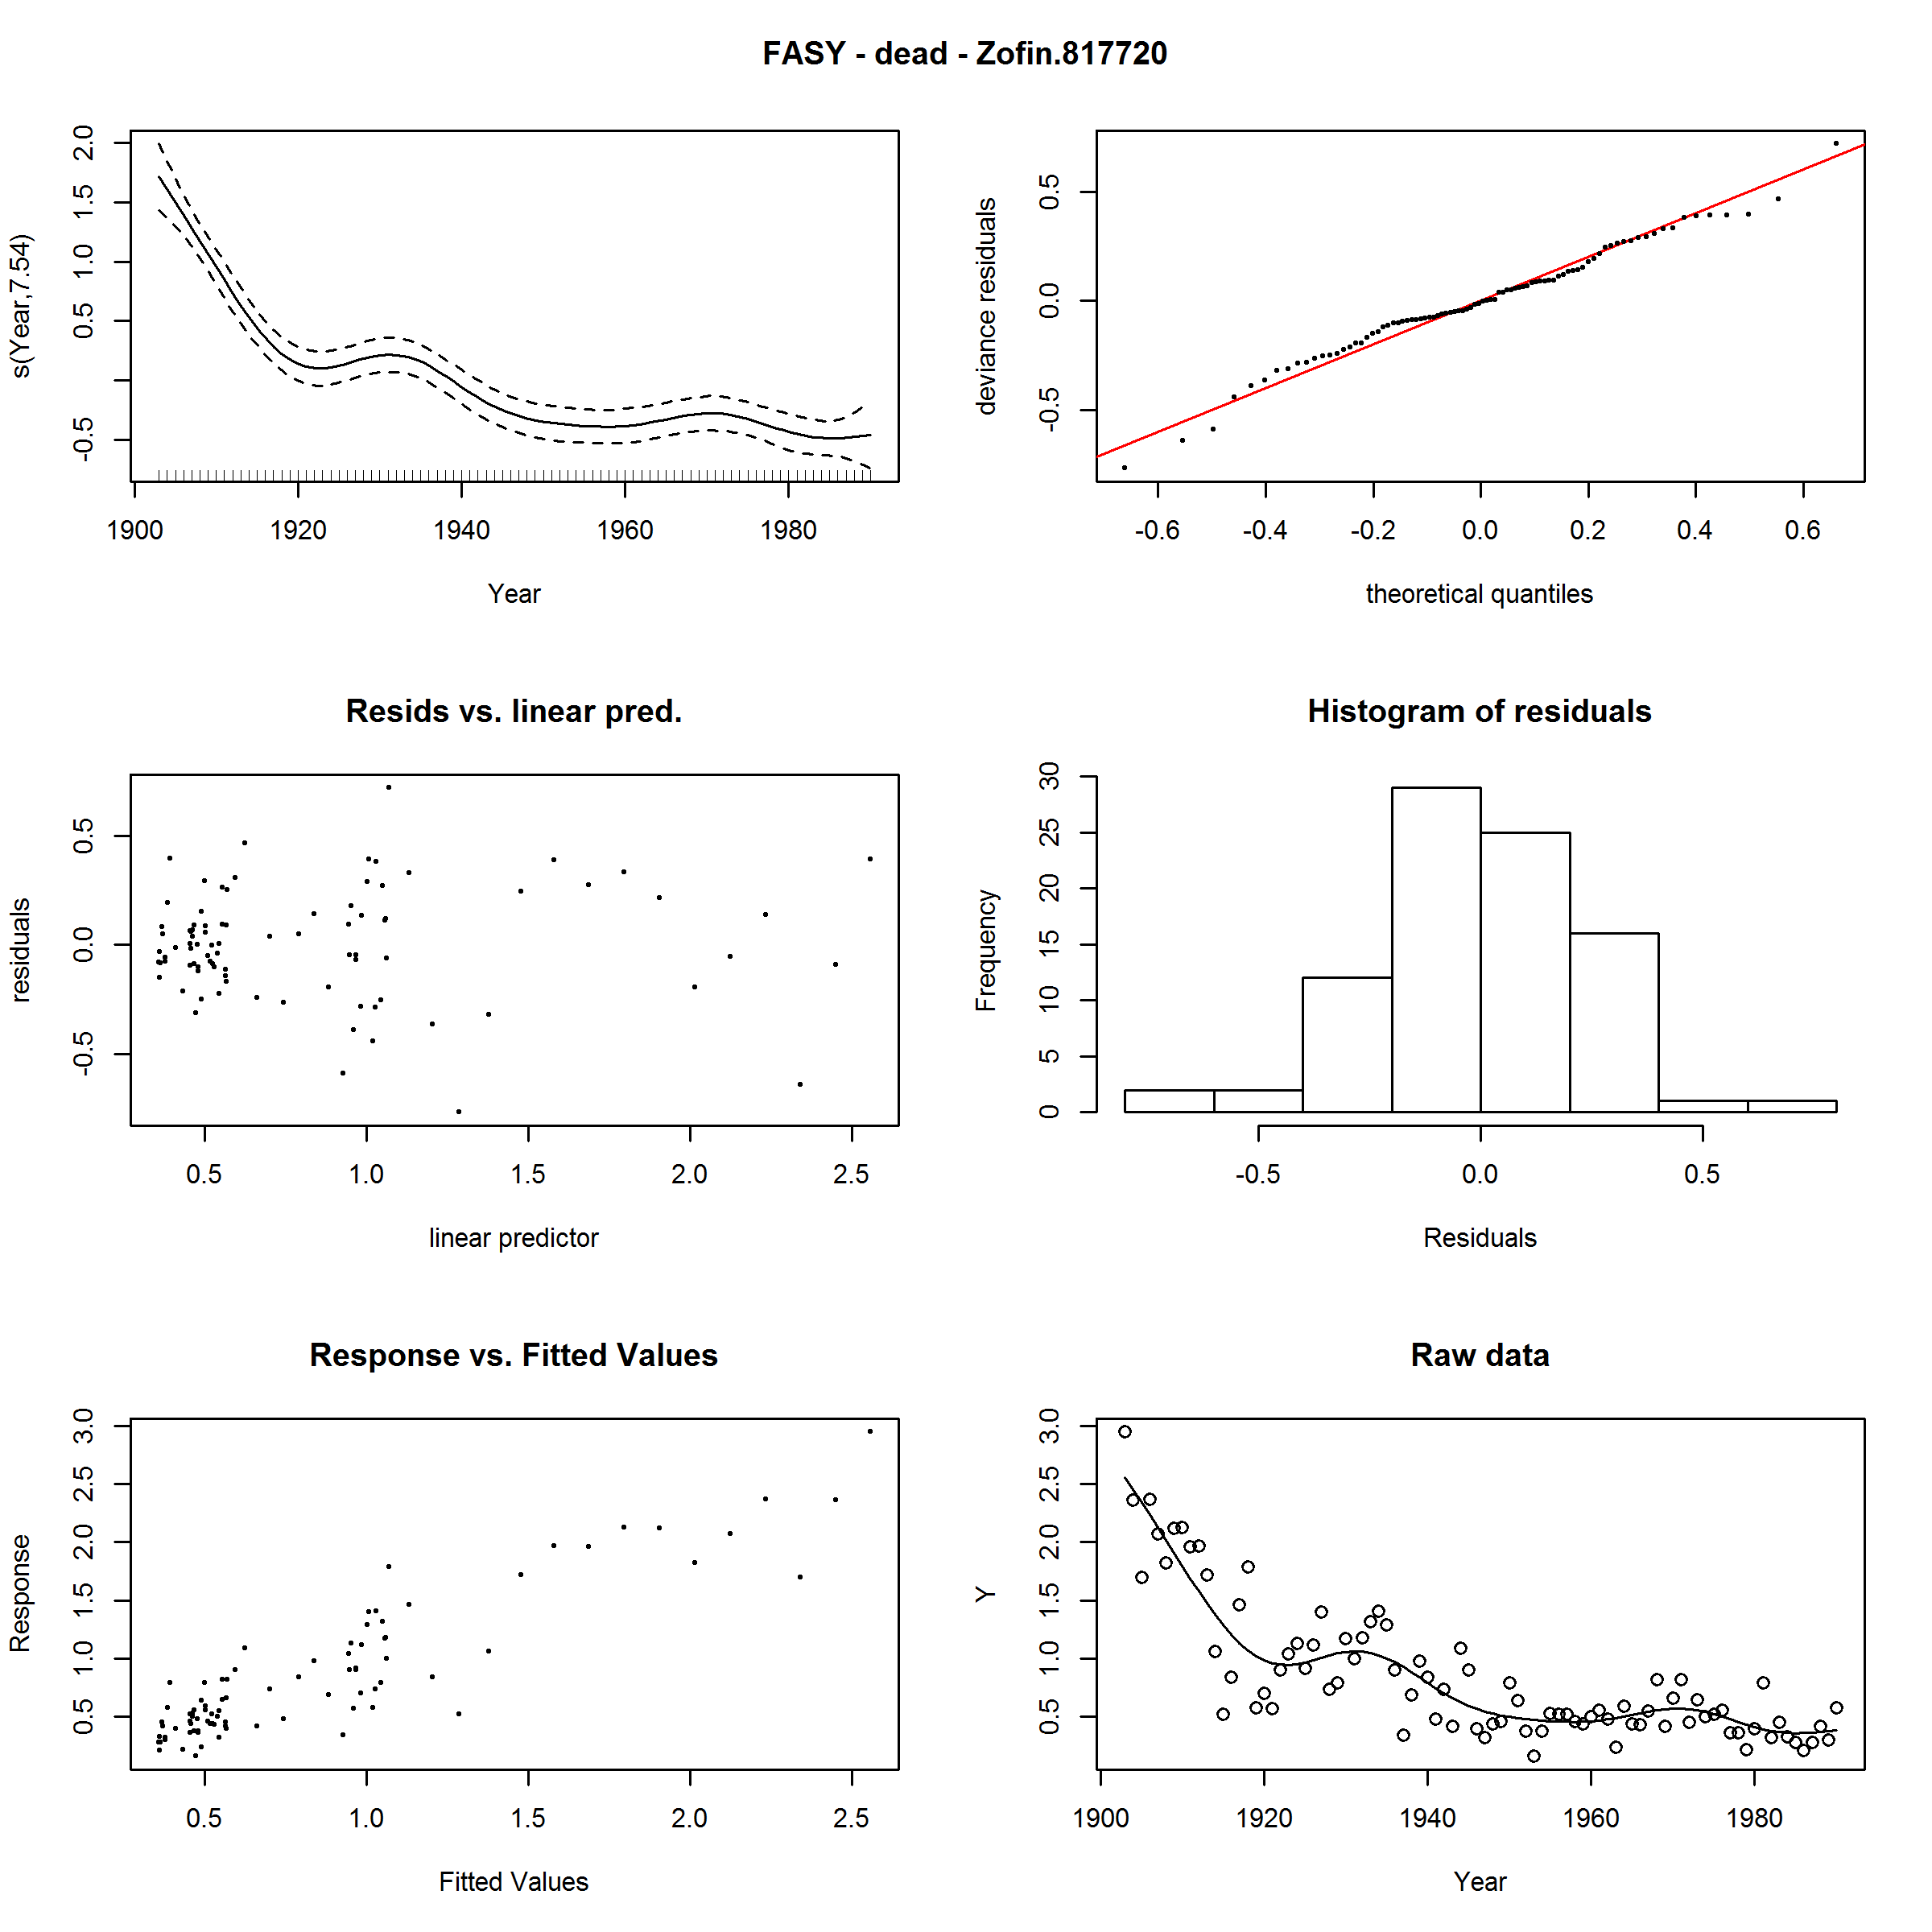 FASY - dead - Zofin.817720
s(Year,7.54)
2.0
1.5
1.0
0.5
-0.5
1900 1920 1940 1960 1980
Year
deviance residuals
0.5
0.0
-0.5
-0.6 -0.4 -0.2 0.0 0.2 0.4 0.6
theoretical quantiles
Resids vs. linear pred.
residuals
0.5
0.0
-0.5
0.5 1.0 1.5 2.0 2.5
linear predictor
Histogram of residuals
Frequency
30
25
20
15
10
5
0
-0.5 0.0 0.5
Residuals
Response vs. Fitted Values
Response
3.0
2.5
2.0
1.5
1.0
0.5
0.5 1.0 1.5 2.0 2.5
Fitted Values
Raw data
Y
3.0
2.5
2.0
1.5
1.0
0.5
1900 1920 1940 1960 1980
Year